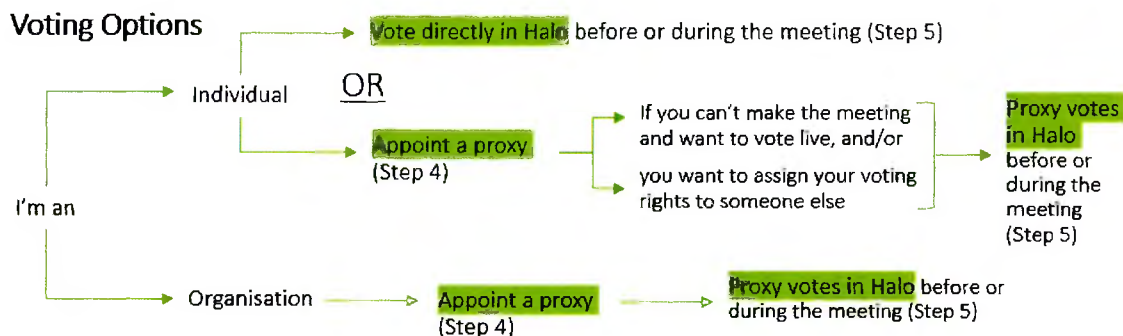 Voting Options
Vote directly in Halo before or during the meeting (Step 5)
Individual
OR
Appoint a proxy
(Step 4)
If you can't make the meeting
and want to vote live, and/or
you want to assign your voting
rights to someone else
Proxy votes
in Halo
before or
during the
meeting
(Step 5)
I'm an
Organisation
Appoint a proxy
(Step 4)
Proxy votes in Halo before or
during the meeting (Step 5)